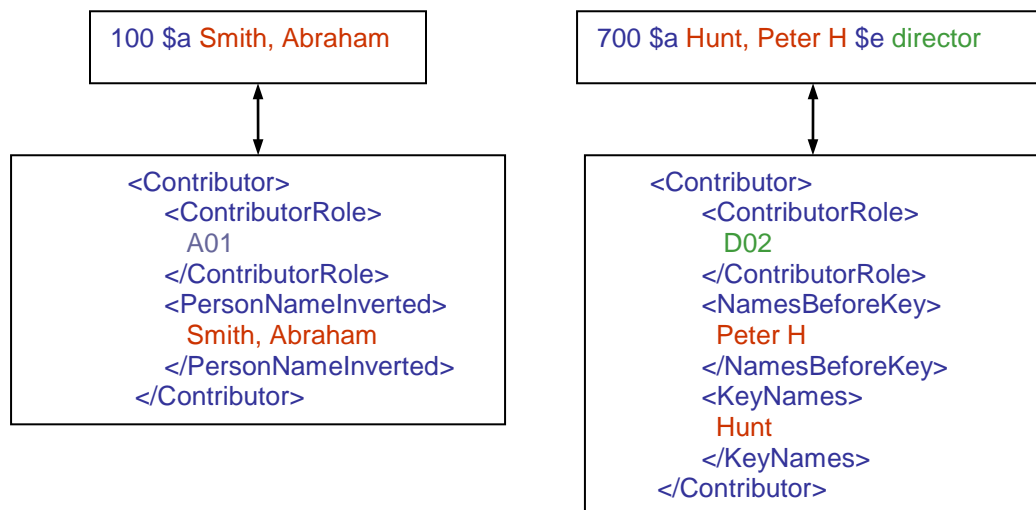 100 $a Smith, Abraham
<Contributor>
<ContributorRole>
A01
</ContributorRole>
<PersonNameInverted>
Smith, Abraham
</PersonNameInverted>
</Contributor>
700 $a Hunt, Peter H $e director
<Contributor>
<ContributorRole>
D02
</ContributorRole>
<NamesBeforeKey>
Peter H
</NamesBeforeKey>
<KeyNames>
Hunt
</KeyNames>
</Contributor>